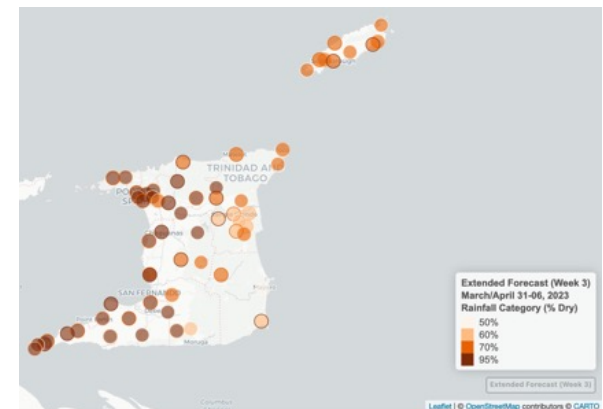 TRINIDAD AND
TOBAGO
SAN FERNANDO
Extended Forecast (Week 3)
March/April 31-06, 2023
Rainfall Category (% Dry)
50%
60%
70%
95%
Extended Forecast (Week 3)
Leaflet | © OpenStreetMap contributors © CARTO